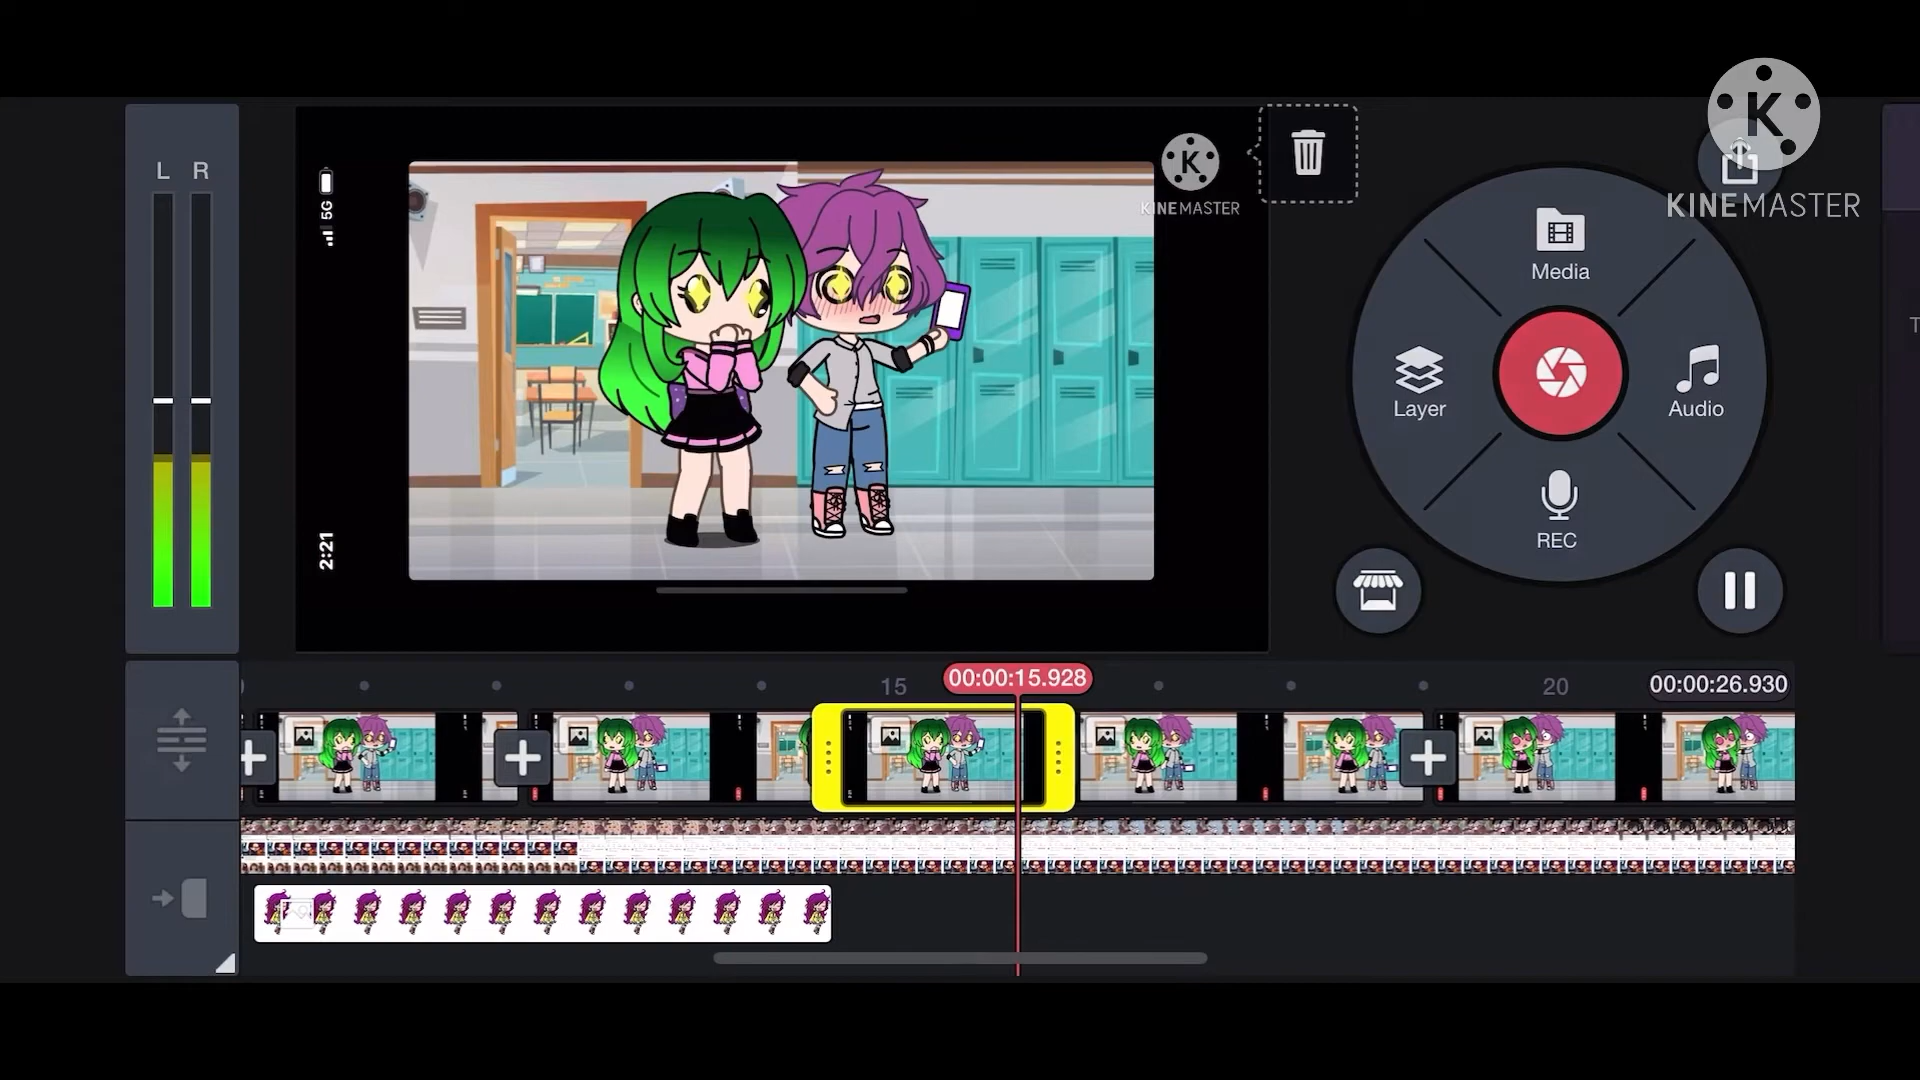 L R
5G
2:21
K
KINEMASTER
K
KINEMASTER
Media
Layer
Audio
REC
T
15
00:00:15.928
20
00:00:26.930